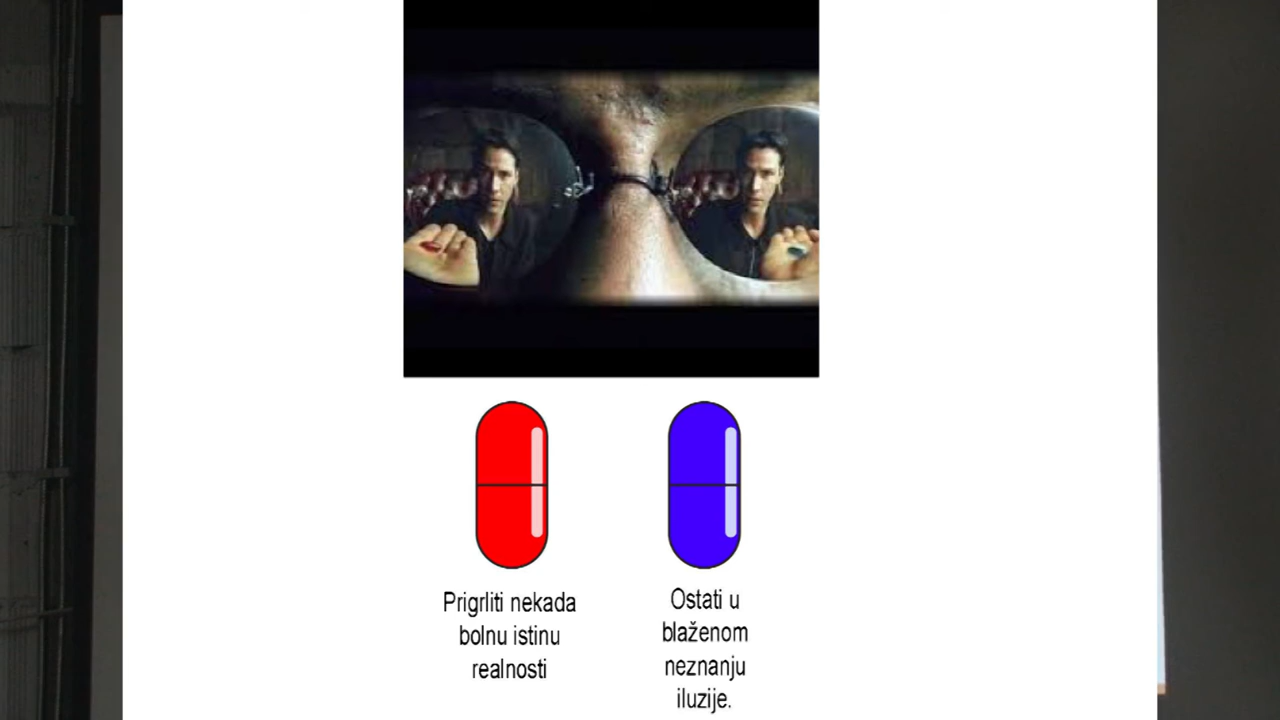 Prigrliti nekada
bolnu istinu
realnosti
Ostati u
blaženom
neznanju
iluzije.